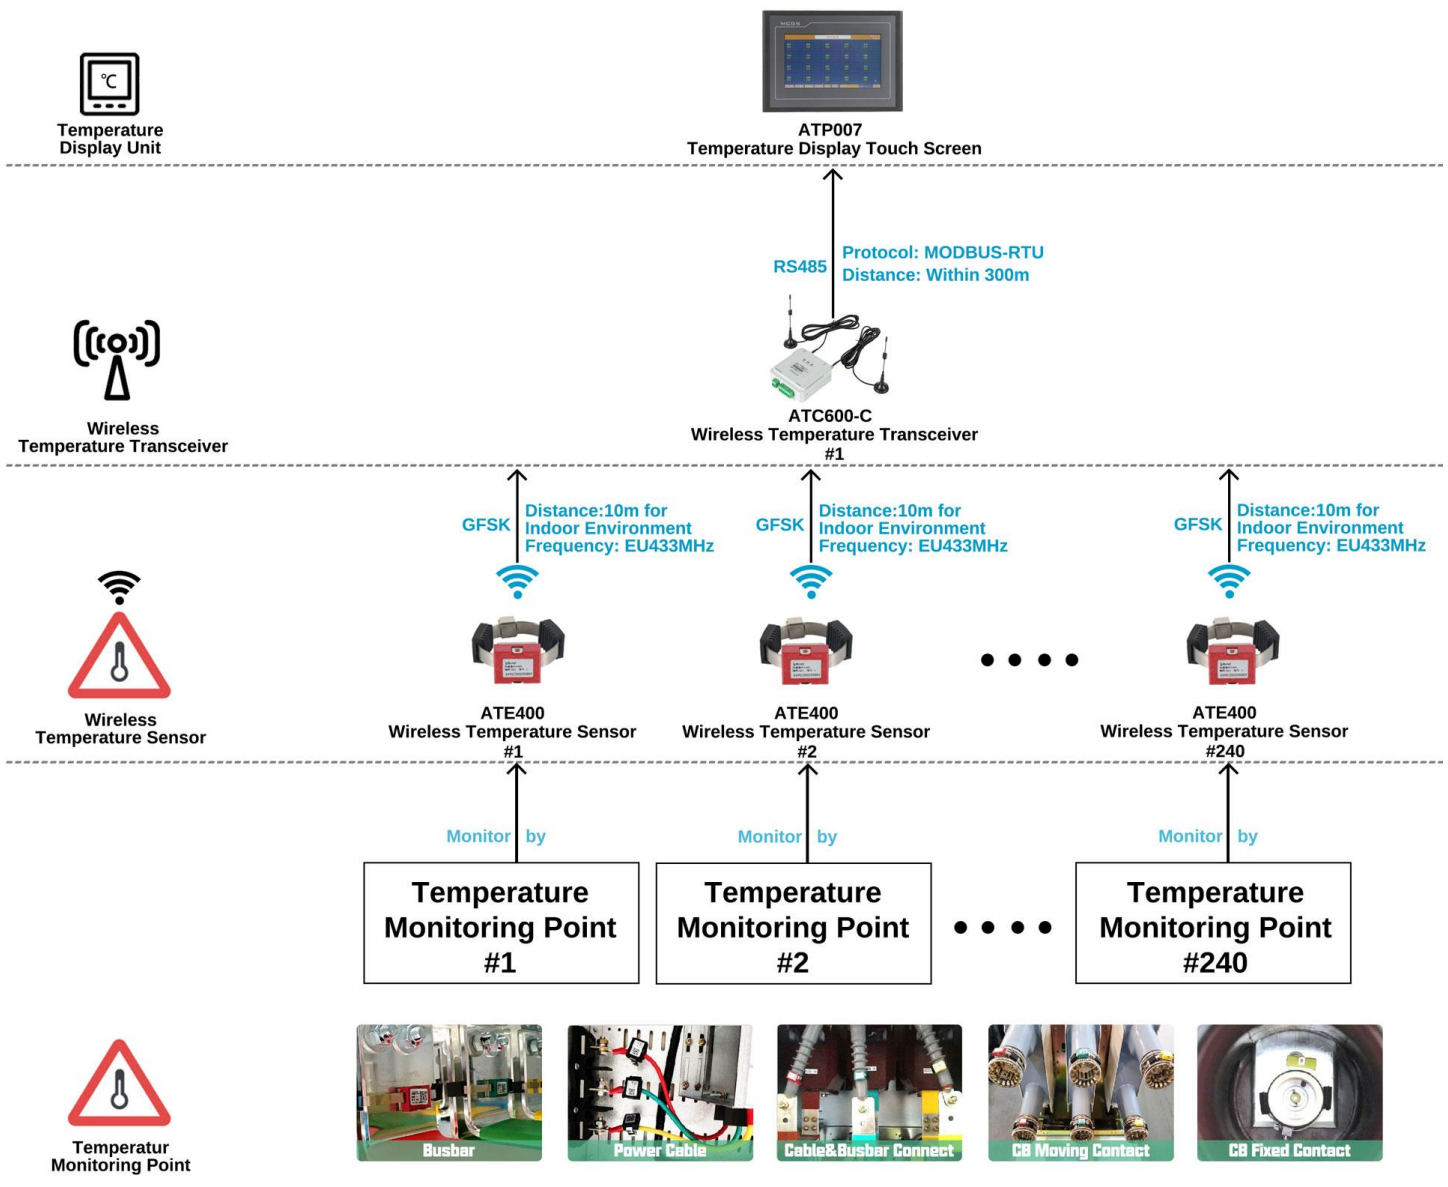 MCGS
°C
Temperature
Display Unit
ATP007
Temperature Display Touch Screen
RS485
Protocol: MODBUS-RTU
Distance: Within 300m
Wireless
Temperature Transceiver
ATC600-C
Wireless Temperature Transceiver
#1
GFSK
Distance:10m for
Indoor Environment
Frequency: EU433MHz
GFSK
Distance:10m for
Indoor Environment
Frequency: EU433MHz
GFSK
Distance:10m for
Indoor Environment
Frequency: EU433MHz
Wireless
Temperature Sensor
ATE400
Wireless Temperature Sensor
#1
ATE400
Wireless Temperature Sensor
#2
ATE400
Wireless Temperature Sensor
#240
Monitor by
Monitor by
Monitor by
Temperature
Monitoring Point
#1
Temperature
Monitoring Point
#2
Temperature
Monitoring Point
#240
Temperatur
Monitoring Point
Busbar
Power Cable
Cable&Busbar Connect
CB Moving Contact
CB Fixed Contact